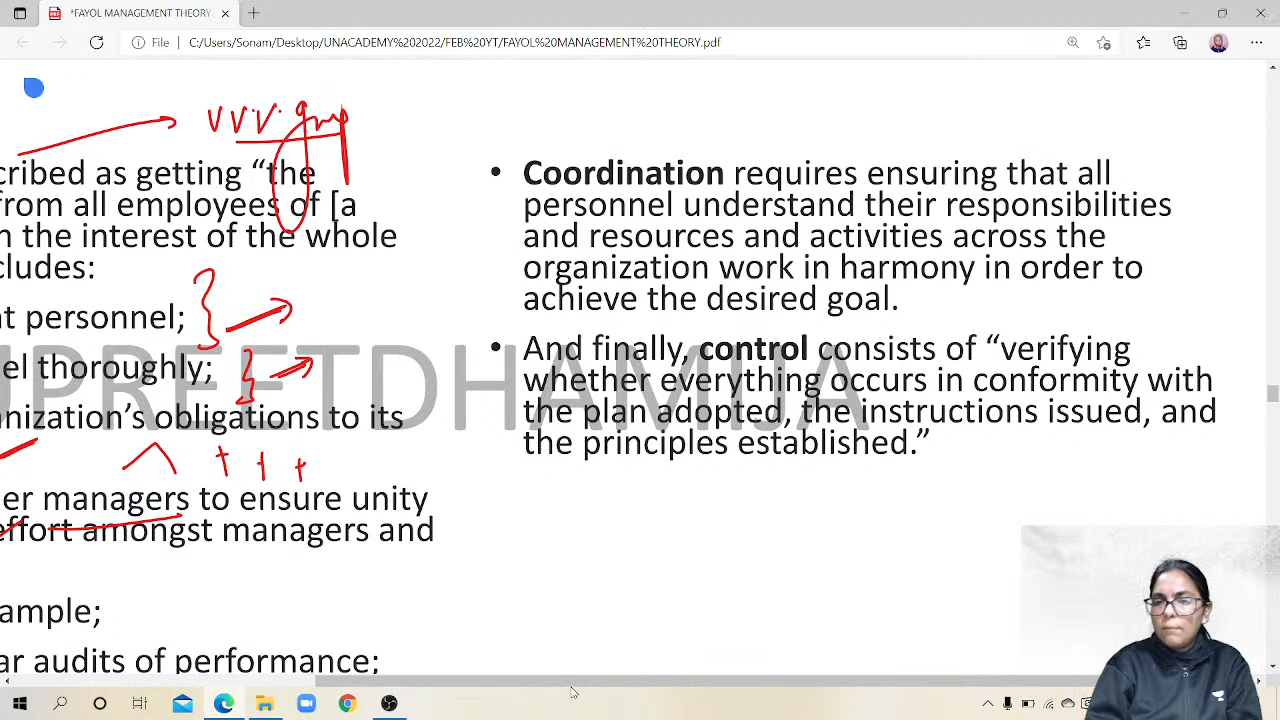 *FAYOL MANAGEMENT THEORY
File
C:/Users/Sonam/Desktop/UNACADEMY%202022/FEB%20YT/FAYOL%20MANAGEMENT%20THEORY.pdf
VVV. gmp
cribed as getting “the
from all employees of [a
n the interest of the whole
cludes:
nt personnel;
el thoroughly;
anization’s obligations to its
er managers to ensure unity
effort amongst managers and
ample;
ar audits of performance;
• Coordination requires ensuring that all
personnel understand their responsibilities
and resources and activities across the
organization work in harmony in order to
achieve the desired goal.
• And finally, control consists of “verifying
whether everything occurs in conformity with
the plan adopted, the instructions issued, and
the principles established.”
UPREETDHAMIJA